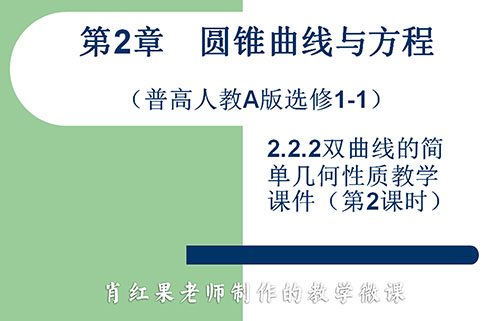 第2章　圆锥曲线与方程
（普高人教A版选修1-1）
2.2.2双曲线的简
单几何性质教学
课件（第2课时）
肖红果老师制作的教学微课